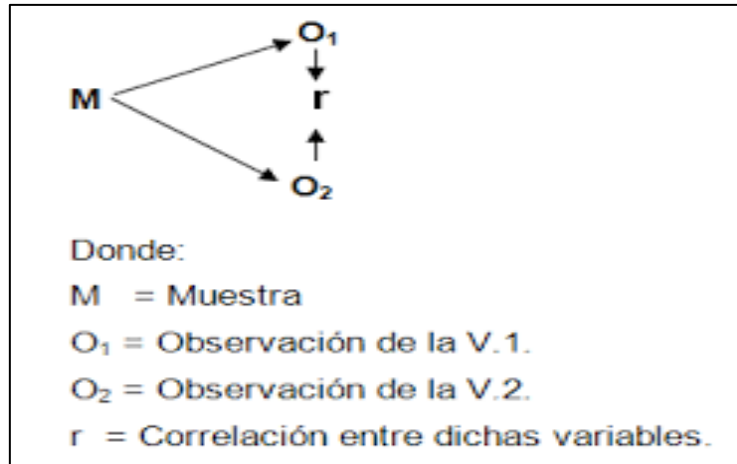 O₁
M r
O₂
Donde:
M = Muestra
O₁ = Observación de la V.1.
O₂ = Observación de la V.2.
r = Correlación entre dichas variables.